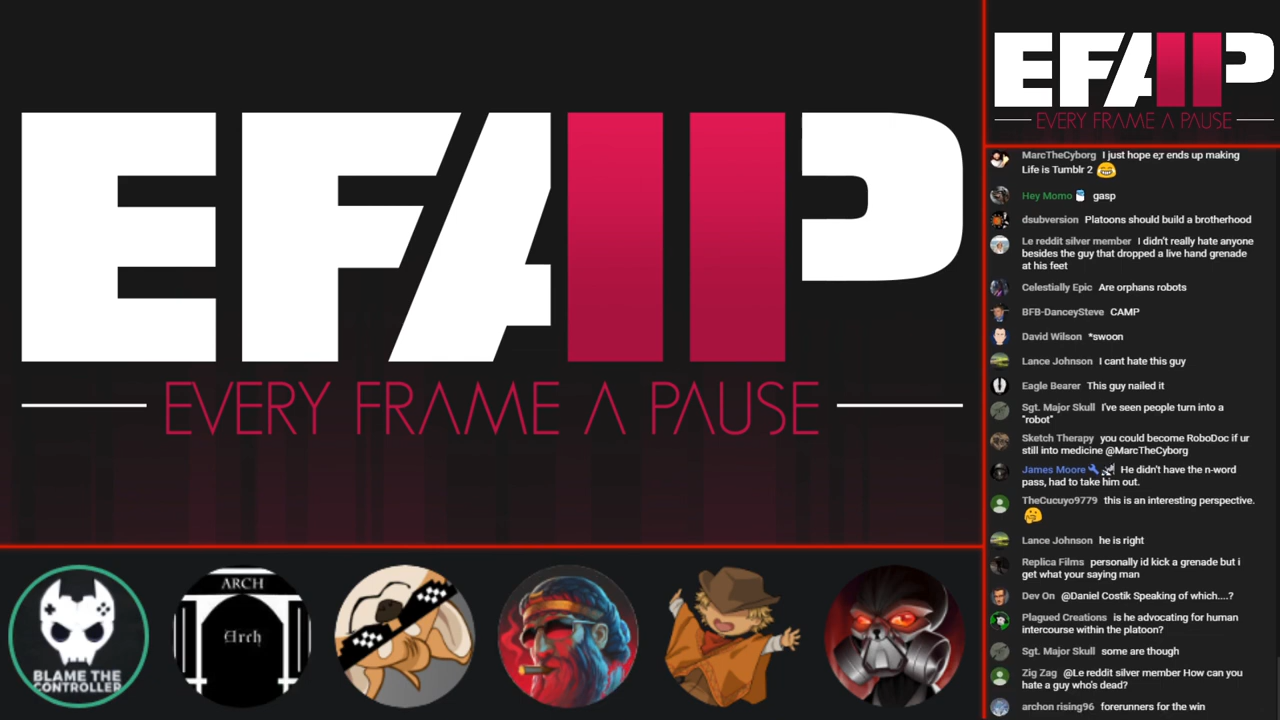 EFAP
EVERY FRAME A PAUSE
EFAP
EVERY FRAME A PAUSE
MarcTheCyborg I just hope e;r ends up making
Life is Tumblr 2
Hey Momo gasp
dsubversion Platoons should build a brotherhood
Le reddit silver member I didn't really hate anyone
besides the guy that dropped a live hand grenade
at his feet
Celestially Epic Are orphans robots
BFB-DanceySteve CAMP
David Wilson *swoon
Lance Johnson I cant hate this guy
Eagle Bearer This guy nailed it
Sgt. Major Skull I've seen people turn into a
"robot"
Sketch Therapy you could become RoboDoc if ur
still into medicine @MarcTheCyborg
James Moore He didn't have the n-word
pass, had to take him out.
TheCucuyo9779 this is an interesting perspective.
Lance Johnson he is right
Replica Films personally id kick a grenade but i
get what your saying man
Dev On @Daniel Costik Speaking of which....?
Plagued Creations is he advocating for human
intercourse within the platoon?
Sgt. Major Skull some are though
Zig Zag @Le reddit silver member How can you
hate a guy who's dead?
archon rising96 forerunners for the win
BLAME THE
CONTROLLER
ARCH
Arch